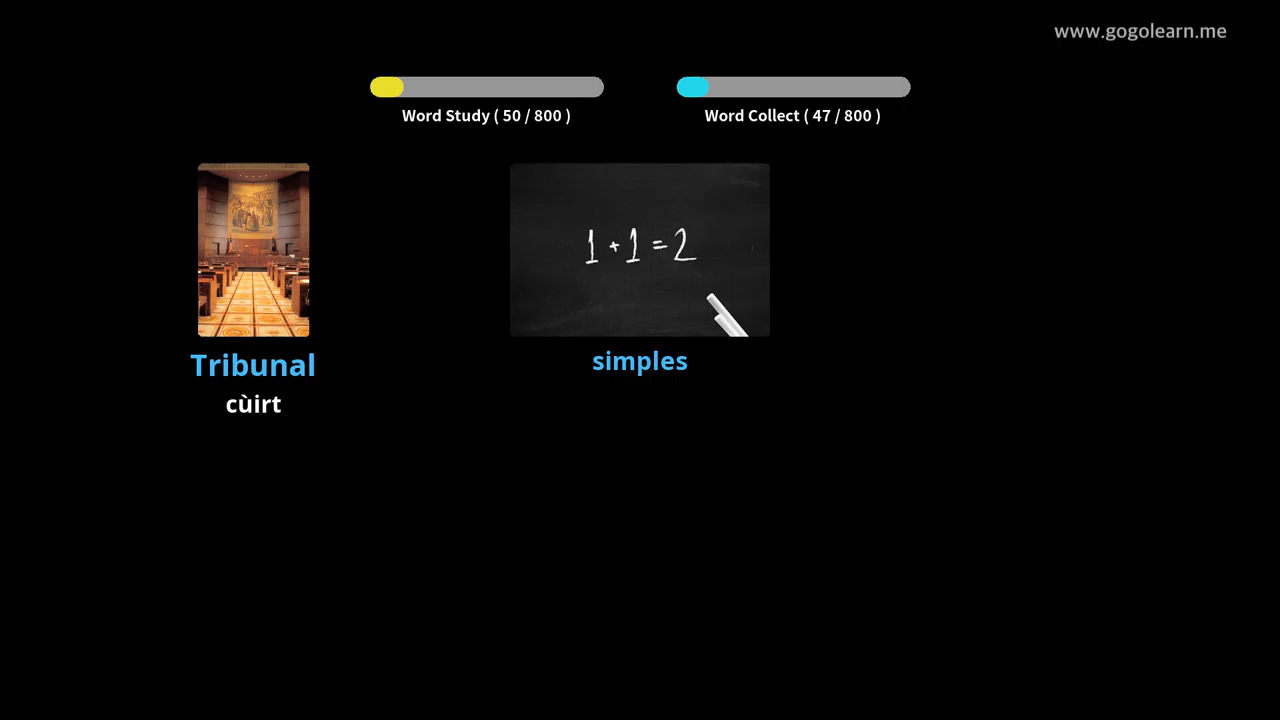 www.gogolearn.me
Word Study ( 50 / 800 )
Word Collect ( 47 / 800 )
1 + 1 = 2
Tribunal
cùirt
simples